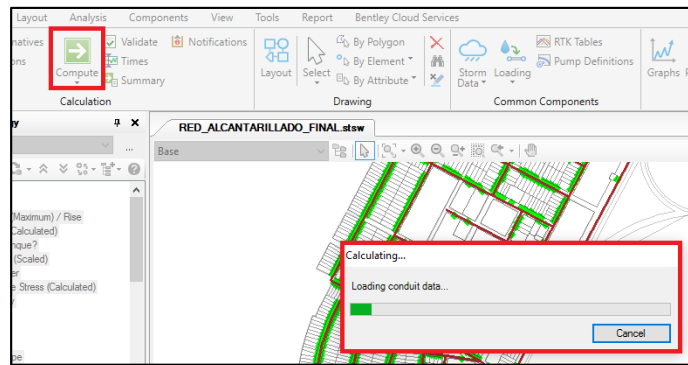 Layout Analysis Components View Tools Report Bentley Cloud Services
natives Validate Notifications By Polygon RTK Tables
ons Times By Element Pump Definitions
Compute Summary Layout Select By Attribute Storm Data Loading Graphs
Calculation Drawing Common Components
RED_ALCANTARILLADO_FINAL.stsw
Base
...
(Maximum) / Rise
Calculated)
nque?
(Scaled)
er
e Stress (Calculated)
pe
Calculating...
Loading conduit data...
Cancel